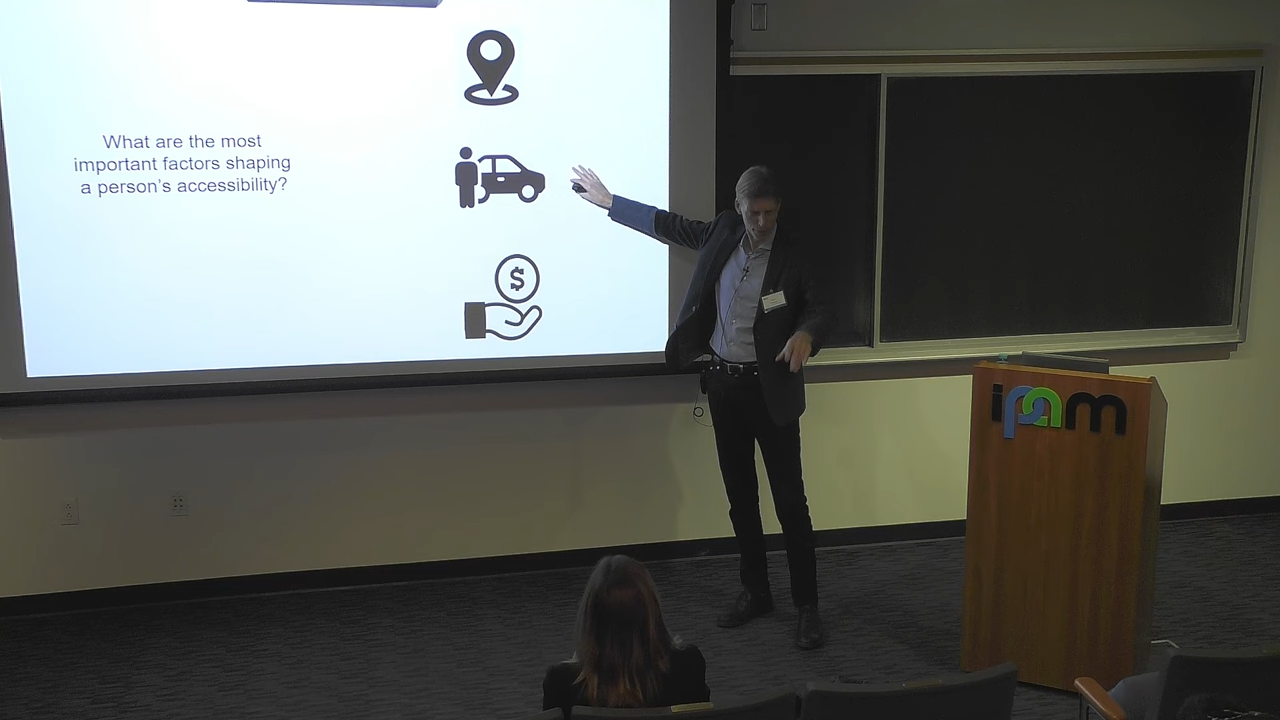 What are the most
important factors shaping
a person's accessibility?
$
ipam